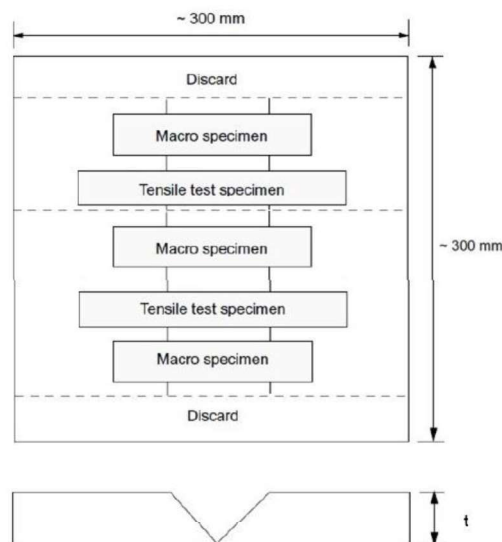 ~ 300 mm
Discard
Macro specimen
Tensile test specimen
Macro specimen
~ 300 mm
Tensile test specimen
Macro specimen
Discard
t